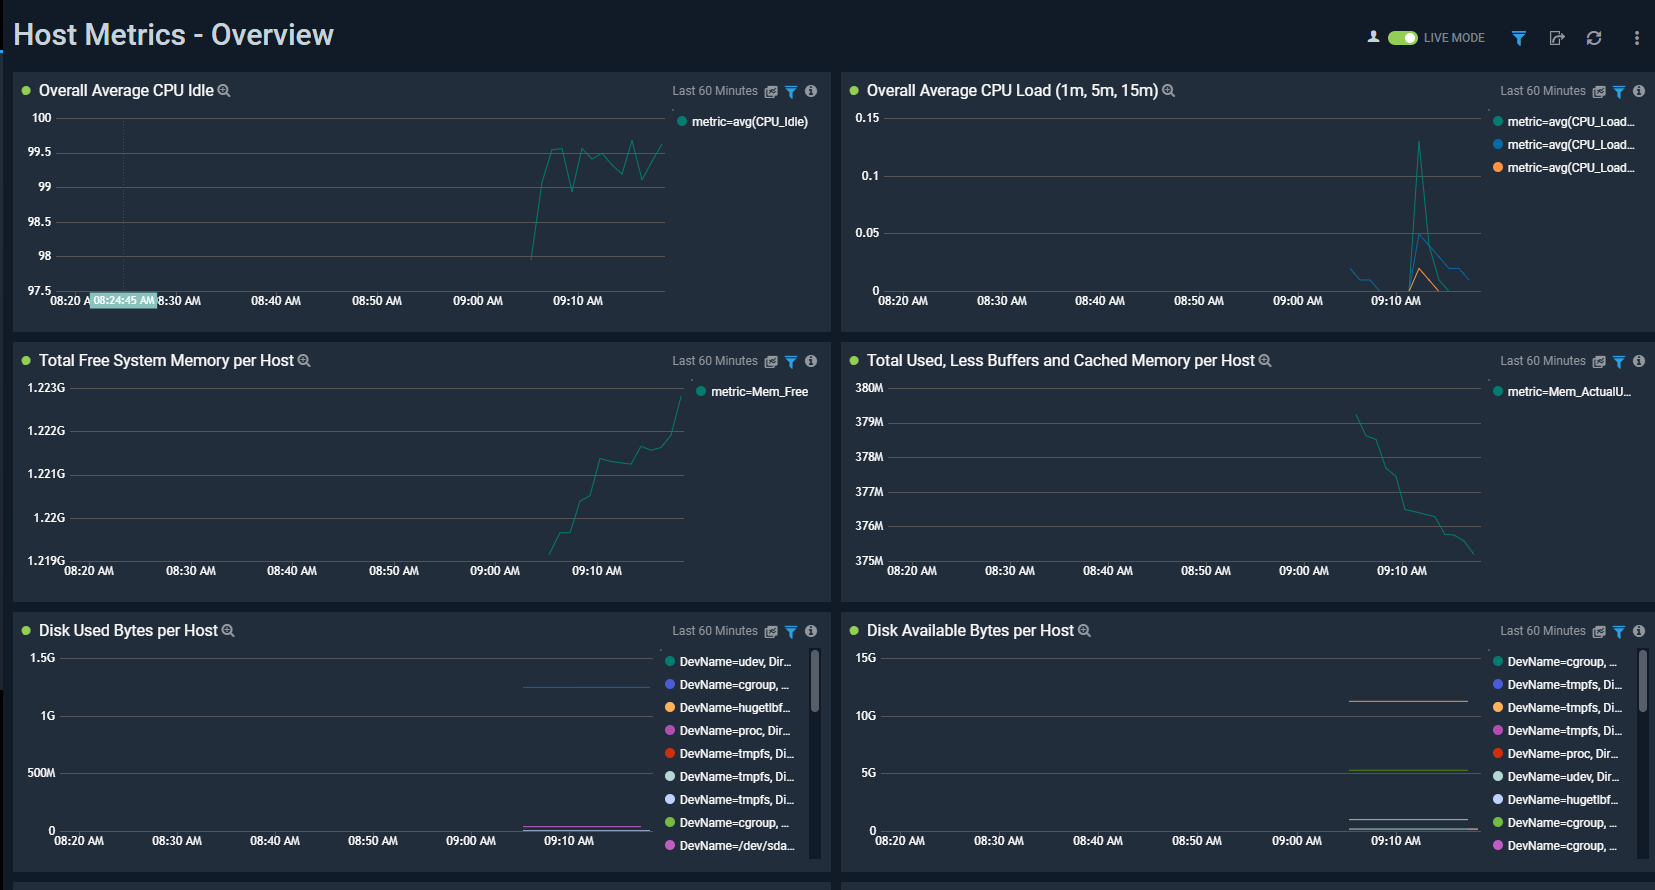 Host Metrics - Overview
LIVE MODE
Overall Average CPU Idle
Last 60 Minutes
100
99.5
99
98.5
98
97.5
08:20 A 08:24:45 AM 8:30 AM 08:40 AM 08:50 AM 09:00 AM 09:10 AM
metric=avg(CPU_Idle)
Overall Average CPU Load (1m, 5m, 15m)
Last 60 Minutes
0.15
0.1
0.05
0
08:20 AM 08:30 AM 08:40 AM 08:50 AM 09:00 AM 09:10 AM
metric=avg(CPU_Load...
metric=avg(CPU_Load...
metric=avg(CPU_Load...
Total Free System Memory per Host
Last 60 Minutes
1.223G
1.222G
1.221G
1.22G
1.219G
08:20 AM 08:30 AM 08:40 AM 08:50 AM 09:00 AM 09:10 AM
metric=Mem_Free
Total Used, Less Buffers and Cached Memory per Host
Last 60 Minutes
380M
379M
378M
377M
376M
375M
08:20 AM 08:30 AM 08:40 AM 08:50 AM 09:00 AM 09:10 AM
metric=Mem_ActualU...
Disk Used Bytes per Host
Last 60 Minutes
1.5G
1G
500M
0
08:20 AM 08:30 AM 08:40 AM 08:50 AM 09:00 AM 09:10 AM
DevName=udev, Dir...
DevName=cgroup, ...
DevName=hugetlbf...
DevName=proc, Dir...
DevName=tmpfs, Di...
DevName=tmpfs, Di...
DevName=tmpfs, Di...
DevName=cgroup, ...
DevName=/dev/sda...
Disk Available Bytes per Host
Last 60 Minutes
15G
10G
5G
0
08:20 AM 08:30 AM 08:40 AM 08:50 AM 09:00 AM 09:10 AM
DevName=cgroup, ...
DevName=tmpfs, Di...
DevName=tmpfs, Di...
DevName=tmpfs, Di...
DevName=proc, Dir...
DevName=udev, Dir...
DevName=hugetlbf...
DevName=cgroup, ...
DevName=cgroup, ...